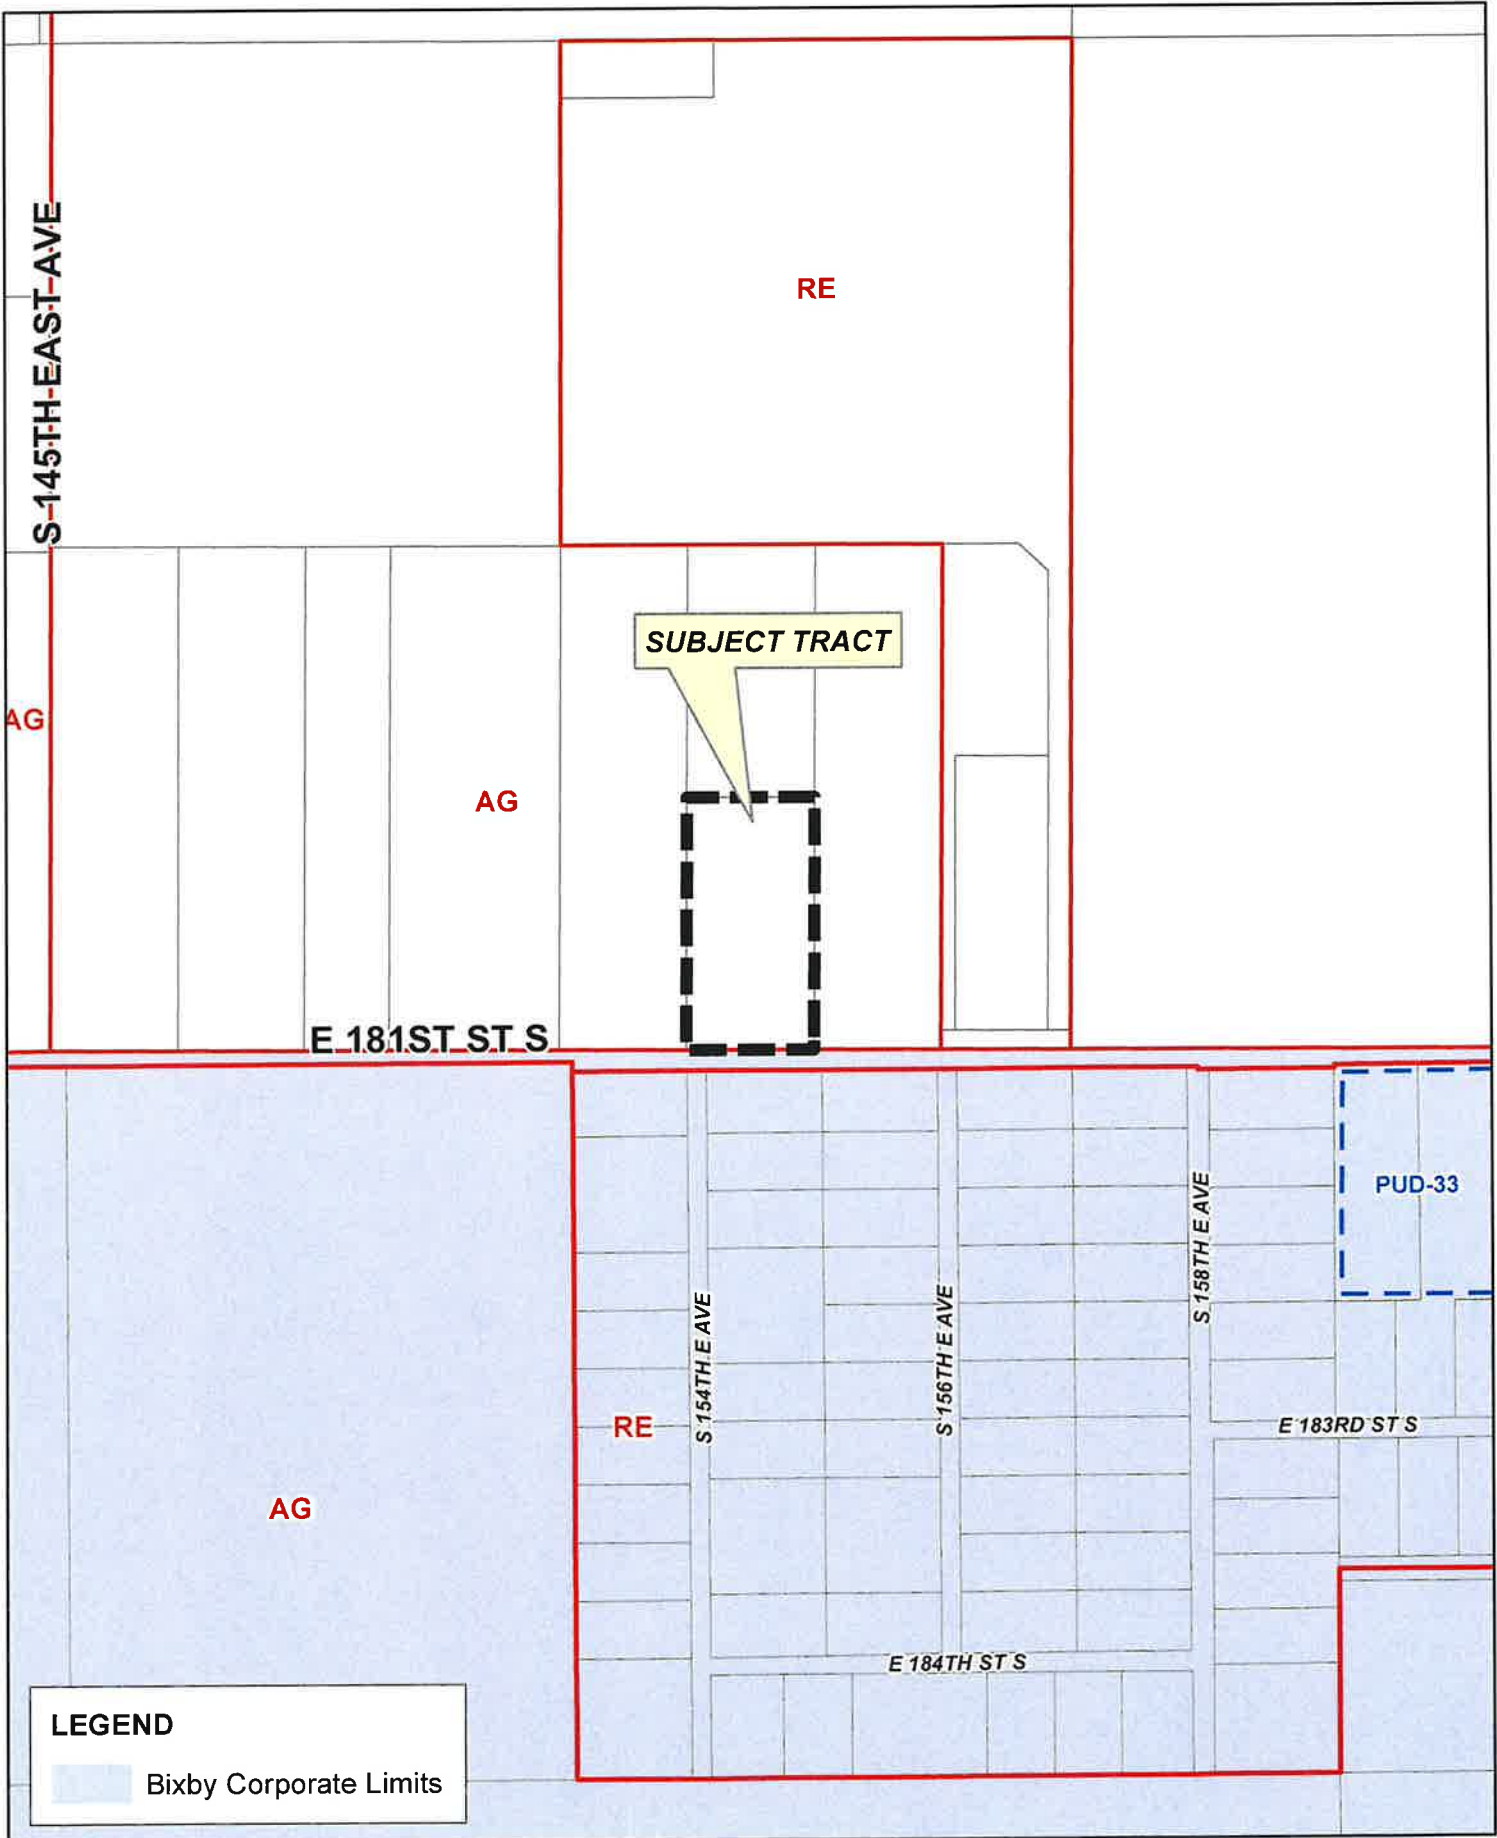 S 145TH EAST AVE
RE
SUBJECT TRACT
AG
AG
E 181ST ST S
PUD-33
S 158TH E AVE
S 154TH E AVE
S 156TH E AVE
RE
E 183RD ST S
AG
E 184TH ST S
LEGEND
Bixby Corporate Limits